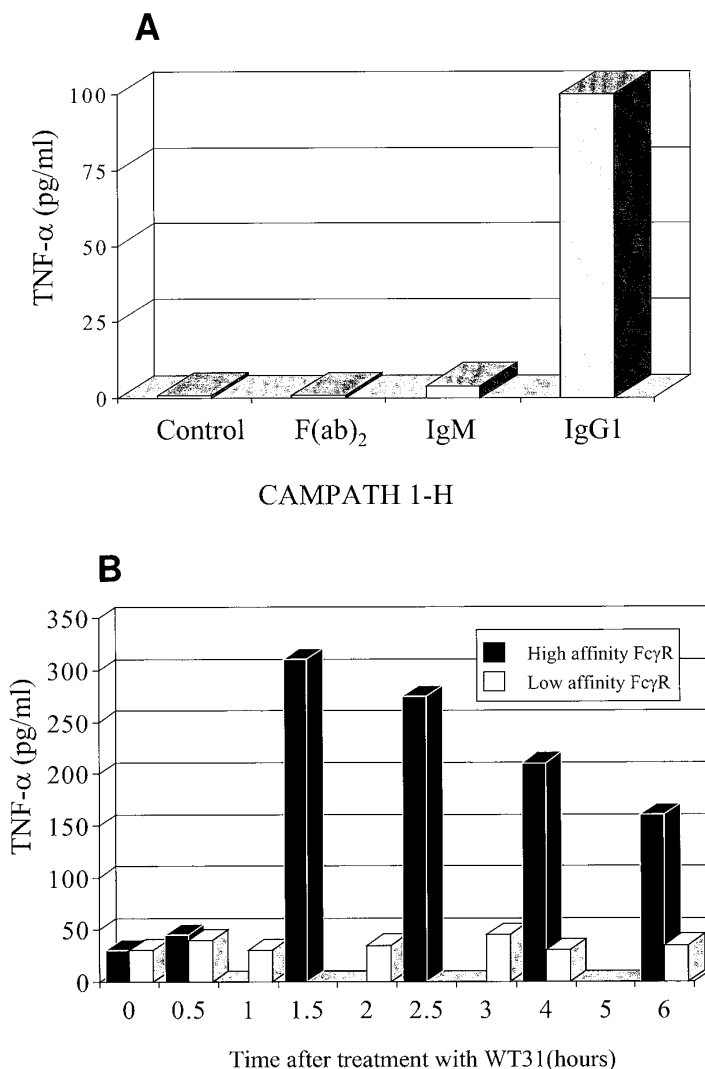 A
TNF-α (pg/ml)
100
75
50
25
0
Control F(ab)₂ IgM IgG1
CAMPATH 1-H
B
TNF-α (pg/ml)
350
300
250
200
150
100
50
0
High affinity FcγR
Low affinity FcγR
0 0.5 1 1.5 2 2.5 3 4 5 6
Time after treatment with WT31(hours)